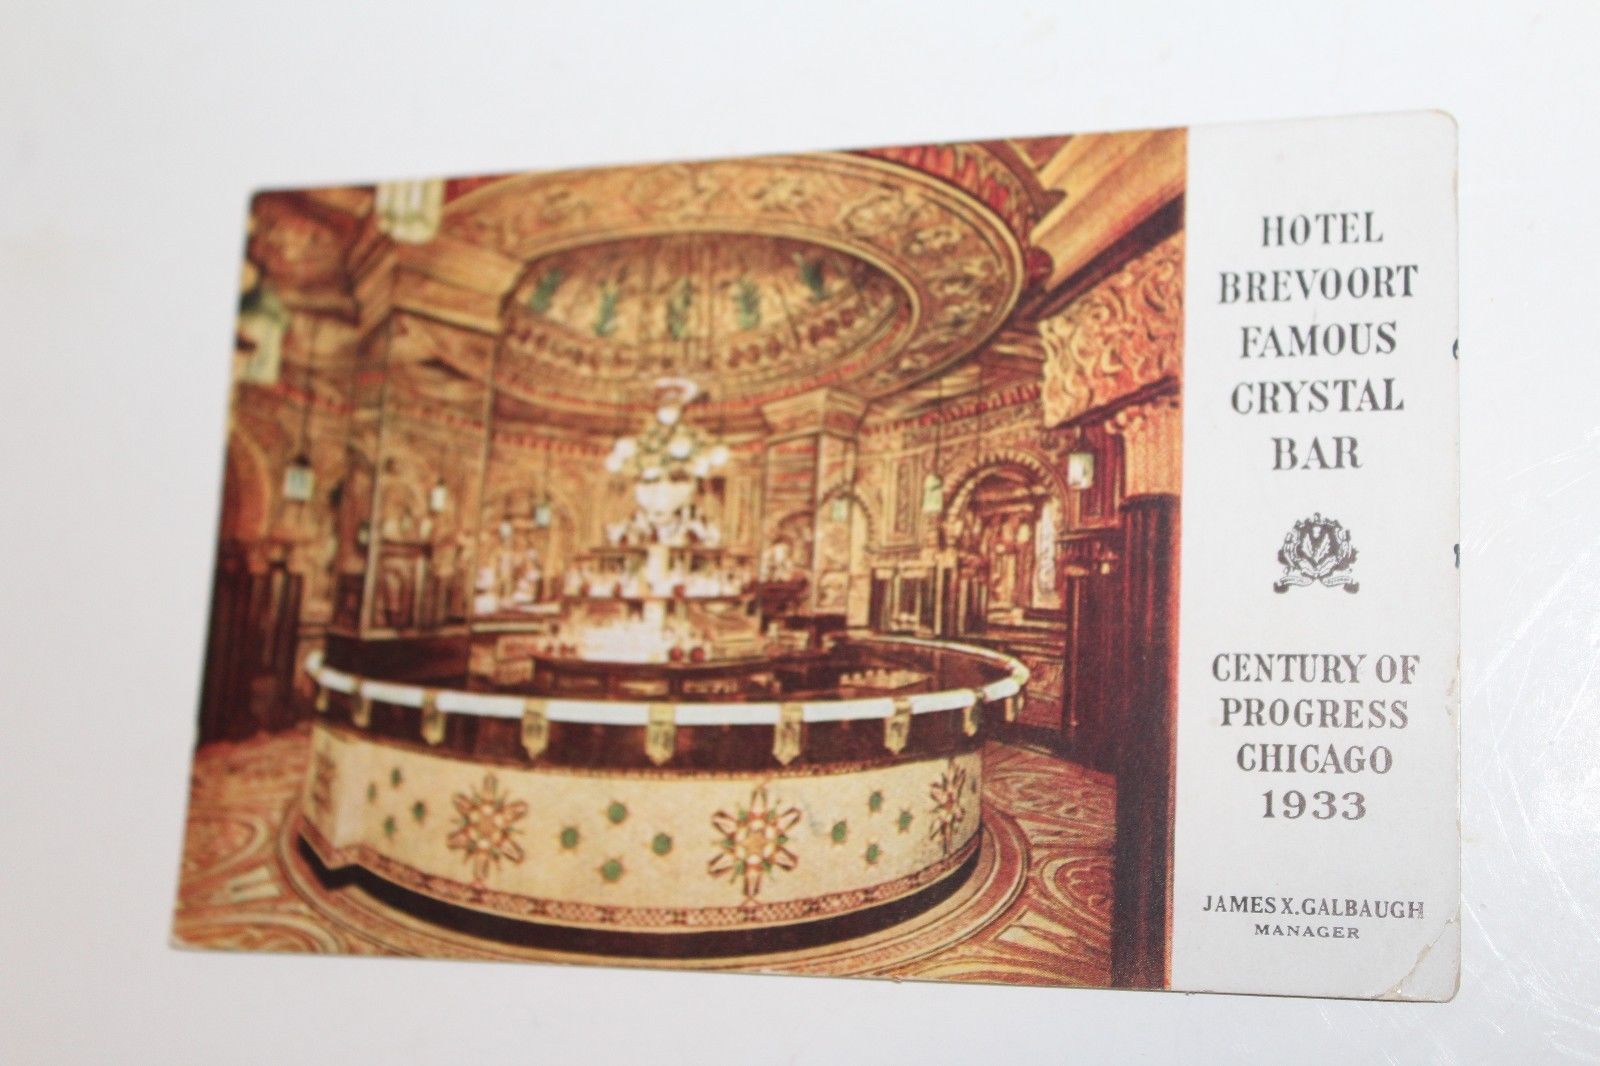 HOTEL
BREVOORT
FAMOUS
CRYSTAL
BAR
CENTURY OF
PROGRESS
CHICAGO
1933
JAMES X. GALBAUGH
MANAGER